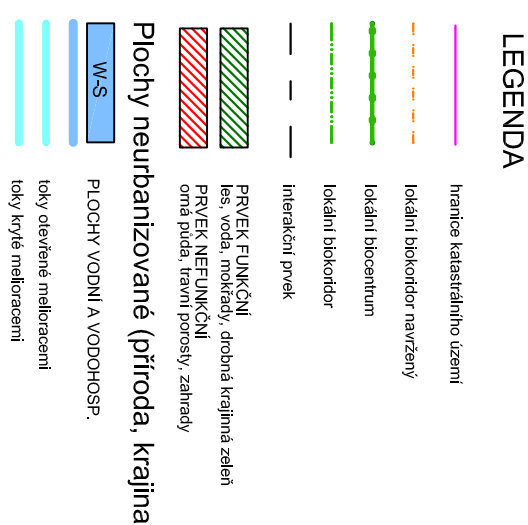 LEGENDA
hranice katastrálního území
lokální biokoridor navržený
lokální biocentrum
lokální biokoridor
interakční prvek
PRVEK FUNKČNÍ
les, voda, mokřady, drobná krajinná zeleň
PRVEK NEFUNKČNÍ
orná půda, travní porosty, zahrady
Plochy neurbanizované (příroda, krajina
W-S
PLOCHY VODNÍ A VODOHOSP.
toky otevřené melioracemi
toky kryté melioracemi